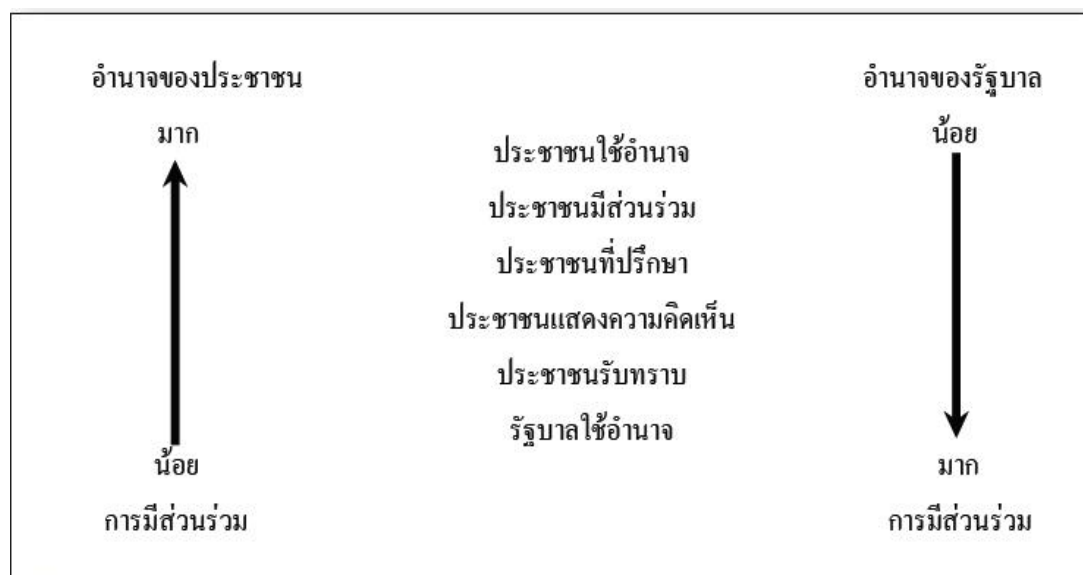 อำนาจของประชาชน
มาก
น้อย
การมีส่วนร่วม
ประชาชนใช้อำนาจ
ประชาชนมีส่วนร่วม
ประชาชนที่ปรึกษา
ประชาชนแสดงความคิดเห็น
ประชาชนรับทราบ
รัฐบาลใช้อำนาจ
อำนาจของรัฐบาล
น้อย
มาก
การมีส่วนร่วม